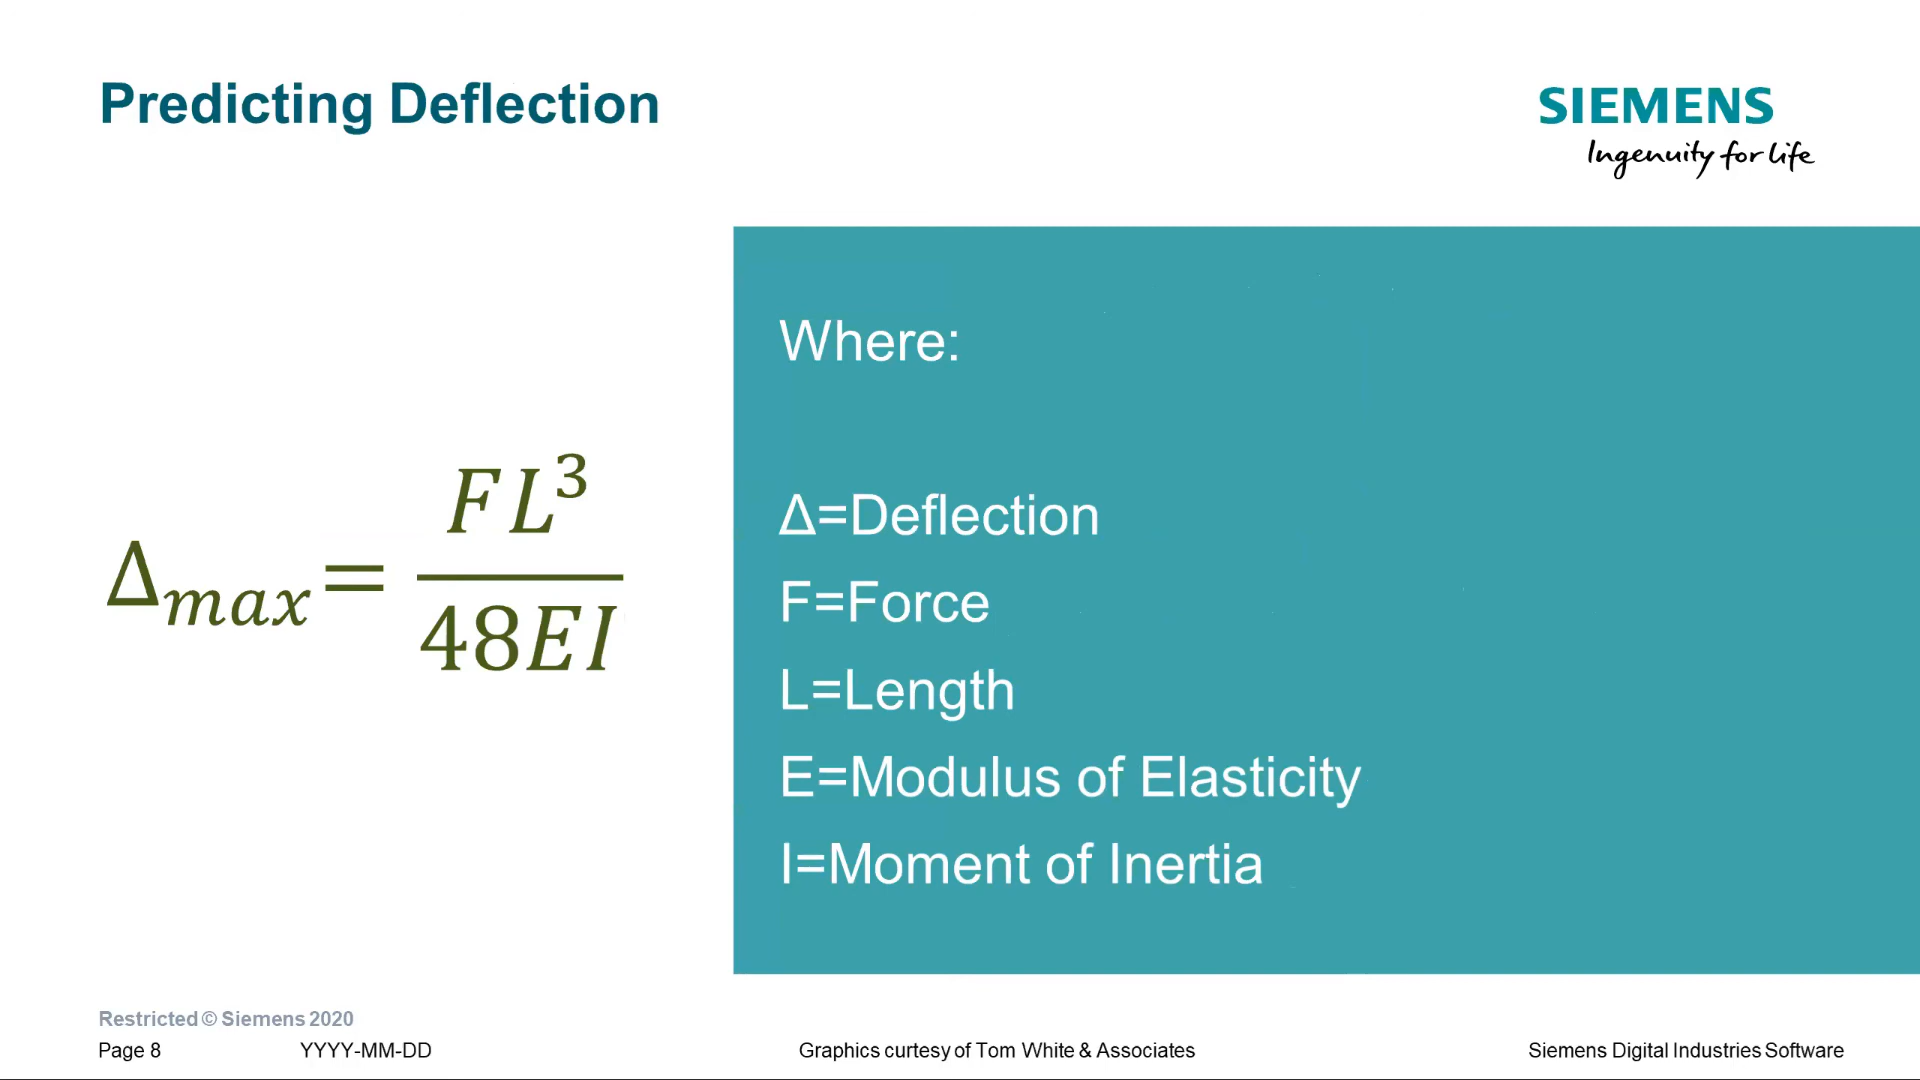 Predicting Deflection
SIEMENS
Ingenuity for life
Δmax = FL³ / 48EI
Where:
Δ=Deflection
F=Force
L=Length
E=Modulus of Elasticity
I=Moment of Inertia
Restricted © Siemens 2020
Page 8 YYYY-MM-DD Graphics curtesy of Tom White & Associates Siemens Digital Industries Software